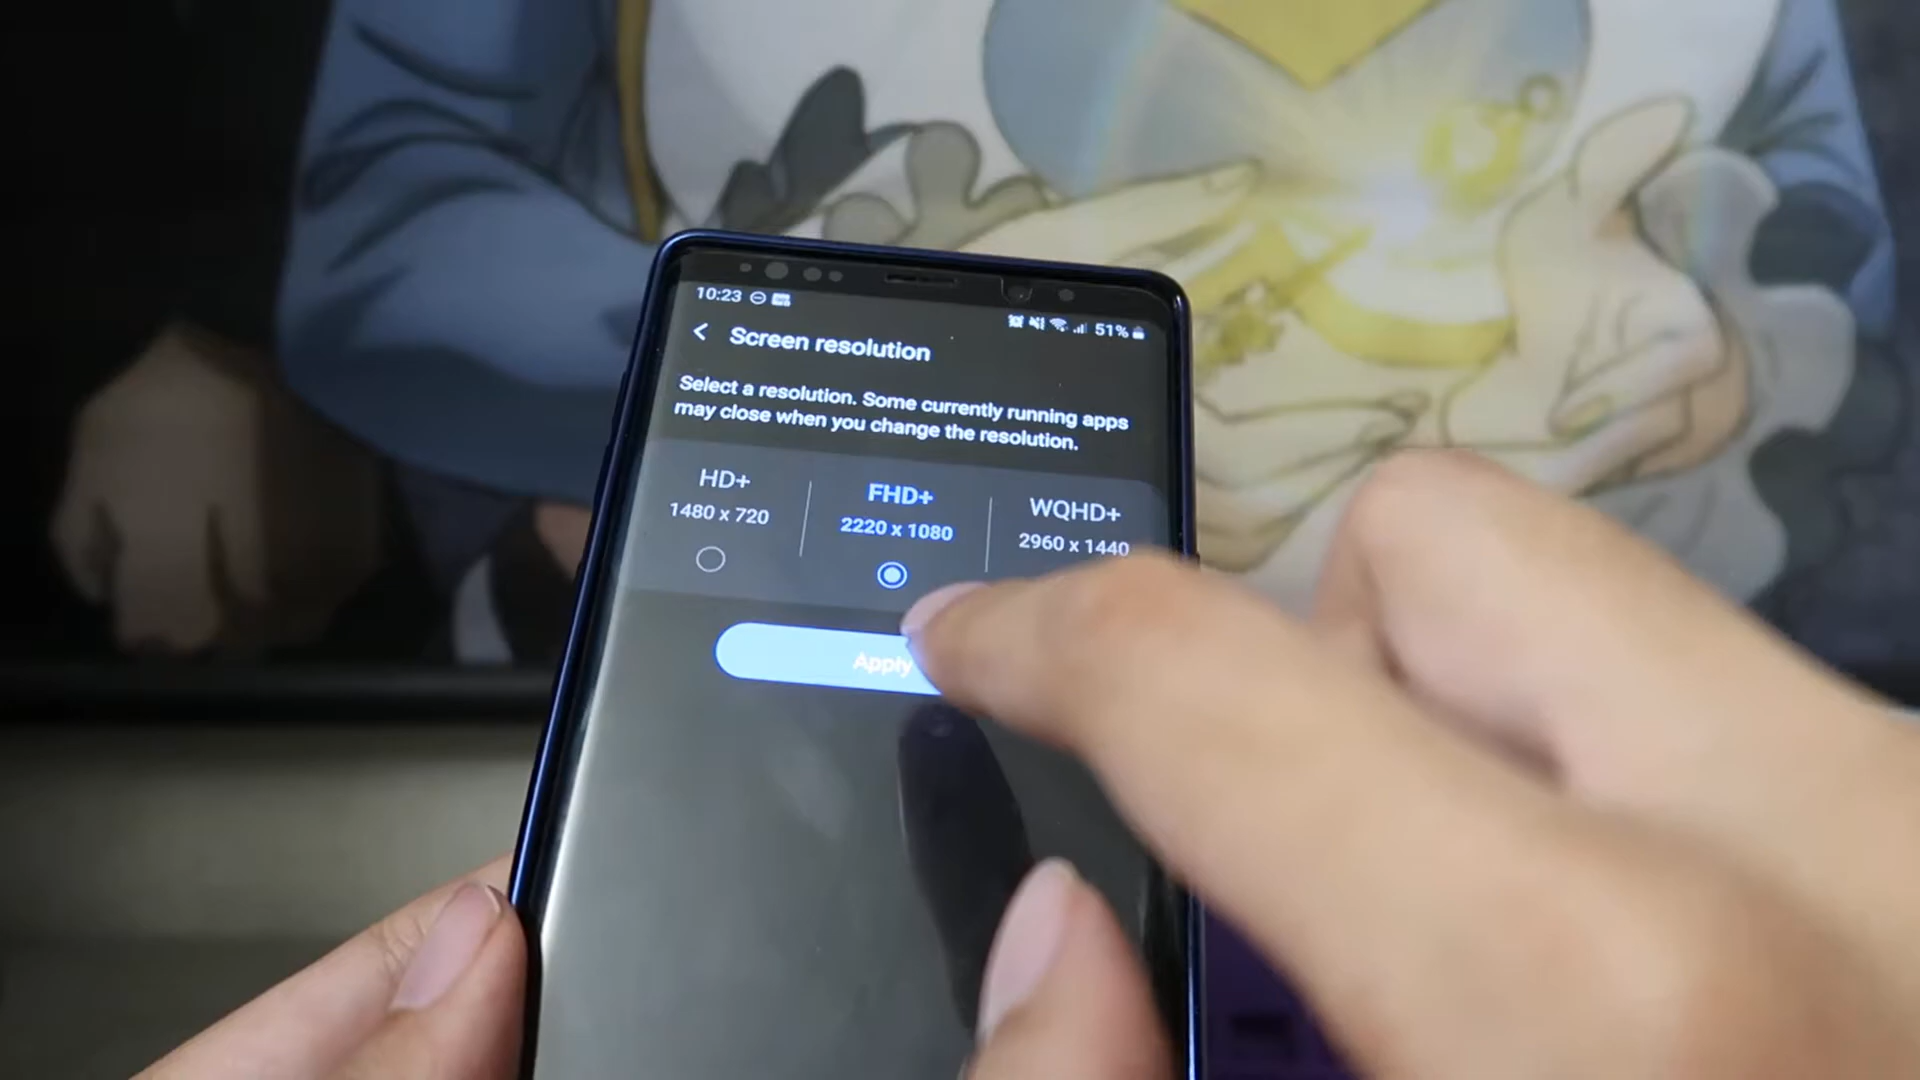 10:23
51%
Screen resolution
Select a resolution. Some currently running apps
may close when you change the resolution.
HD+
1480 x 720
FHD+
2220 x 1080
WQHD+
2960 x 1440
Apply